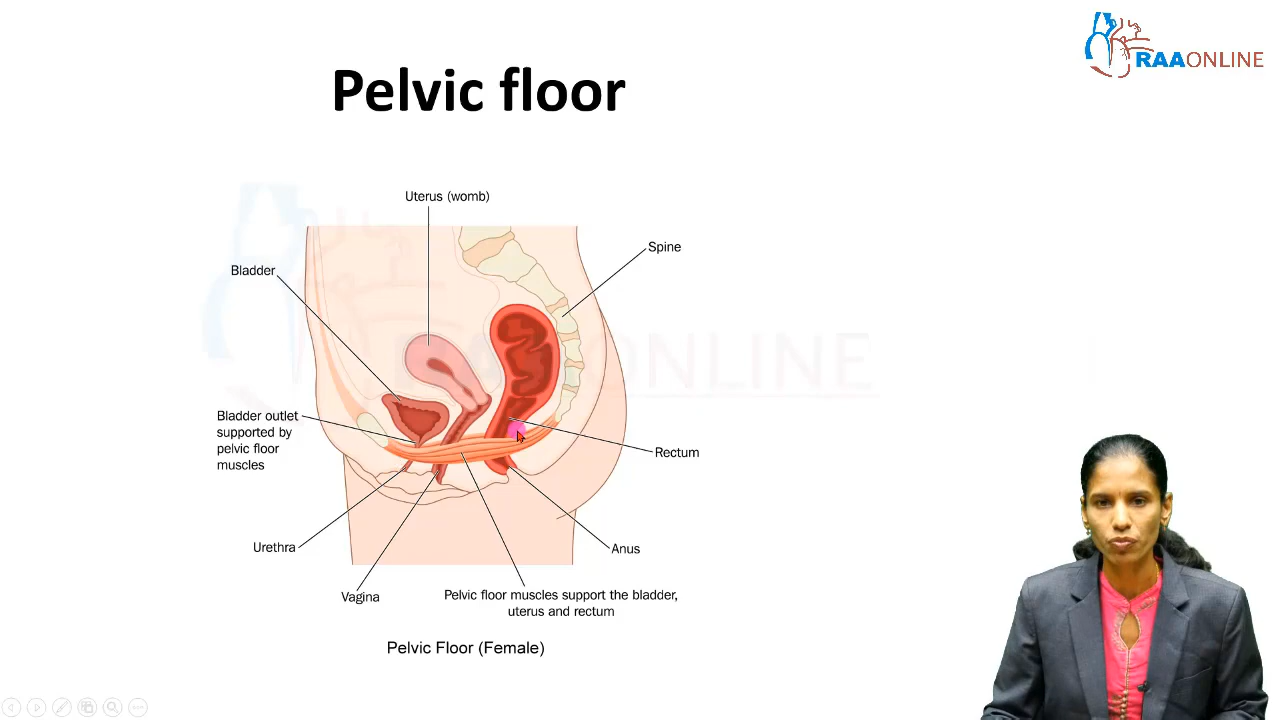 RAAONLINE
Pelvic floor
Uterus (womb)
Spine
Bladder
Bladder outlet
supported by
pelvic floor
muscles
Rectum
Urethra
Anus
Vagina
Pelvic floor muscles support the bladder,
uterus and rectum
Pelvic Floor (Female)
RAAONLINE